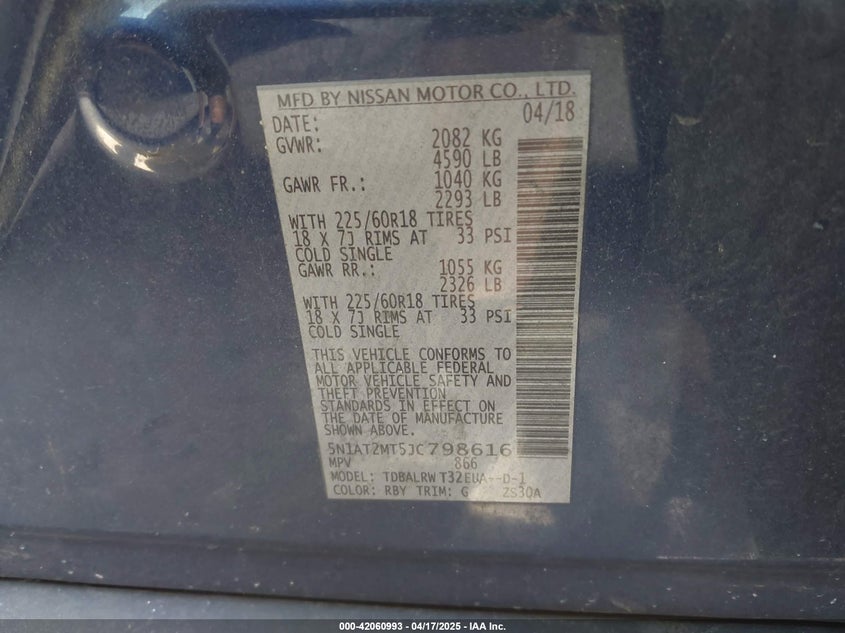 MFD BY NISSAN MOTOR CO., LTD.
DATE: 04/18
GVWR: 2082 KG
4590 LB
GAWR FR.: 1040 KG
2293 LB
WITH 225/60R18 TIRES
18 X 7J RIMS AT 33 PSI
COLD SINGLE
GAWR RR.: 1055 KG
2326 LB
WITH 225/60R18 TIRES
18 X 7J RIMS AT 33 PSI
COLD SINGLE
THIS VEHICLE CONFORMS TO
ALL APPLICABLE FEDERAL
MOTOR VEHICLE SAFETY AND
THEFT PREVENTION
STANDARDS IN EFFECT ON
THE DATE OF MANUFACTURE
SHOWN ABOVE.
5N1AT2MT5JC798616
MPV 866
MODEL: TDBALRWT32EUA--D-1
COLOR: RBY TRIM: G ZS30A
000-42060993 - 04/17/2025 - IAA Inc.